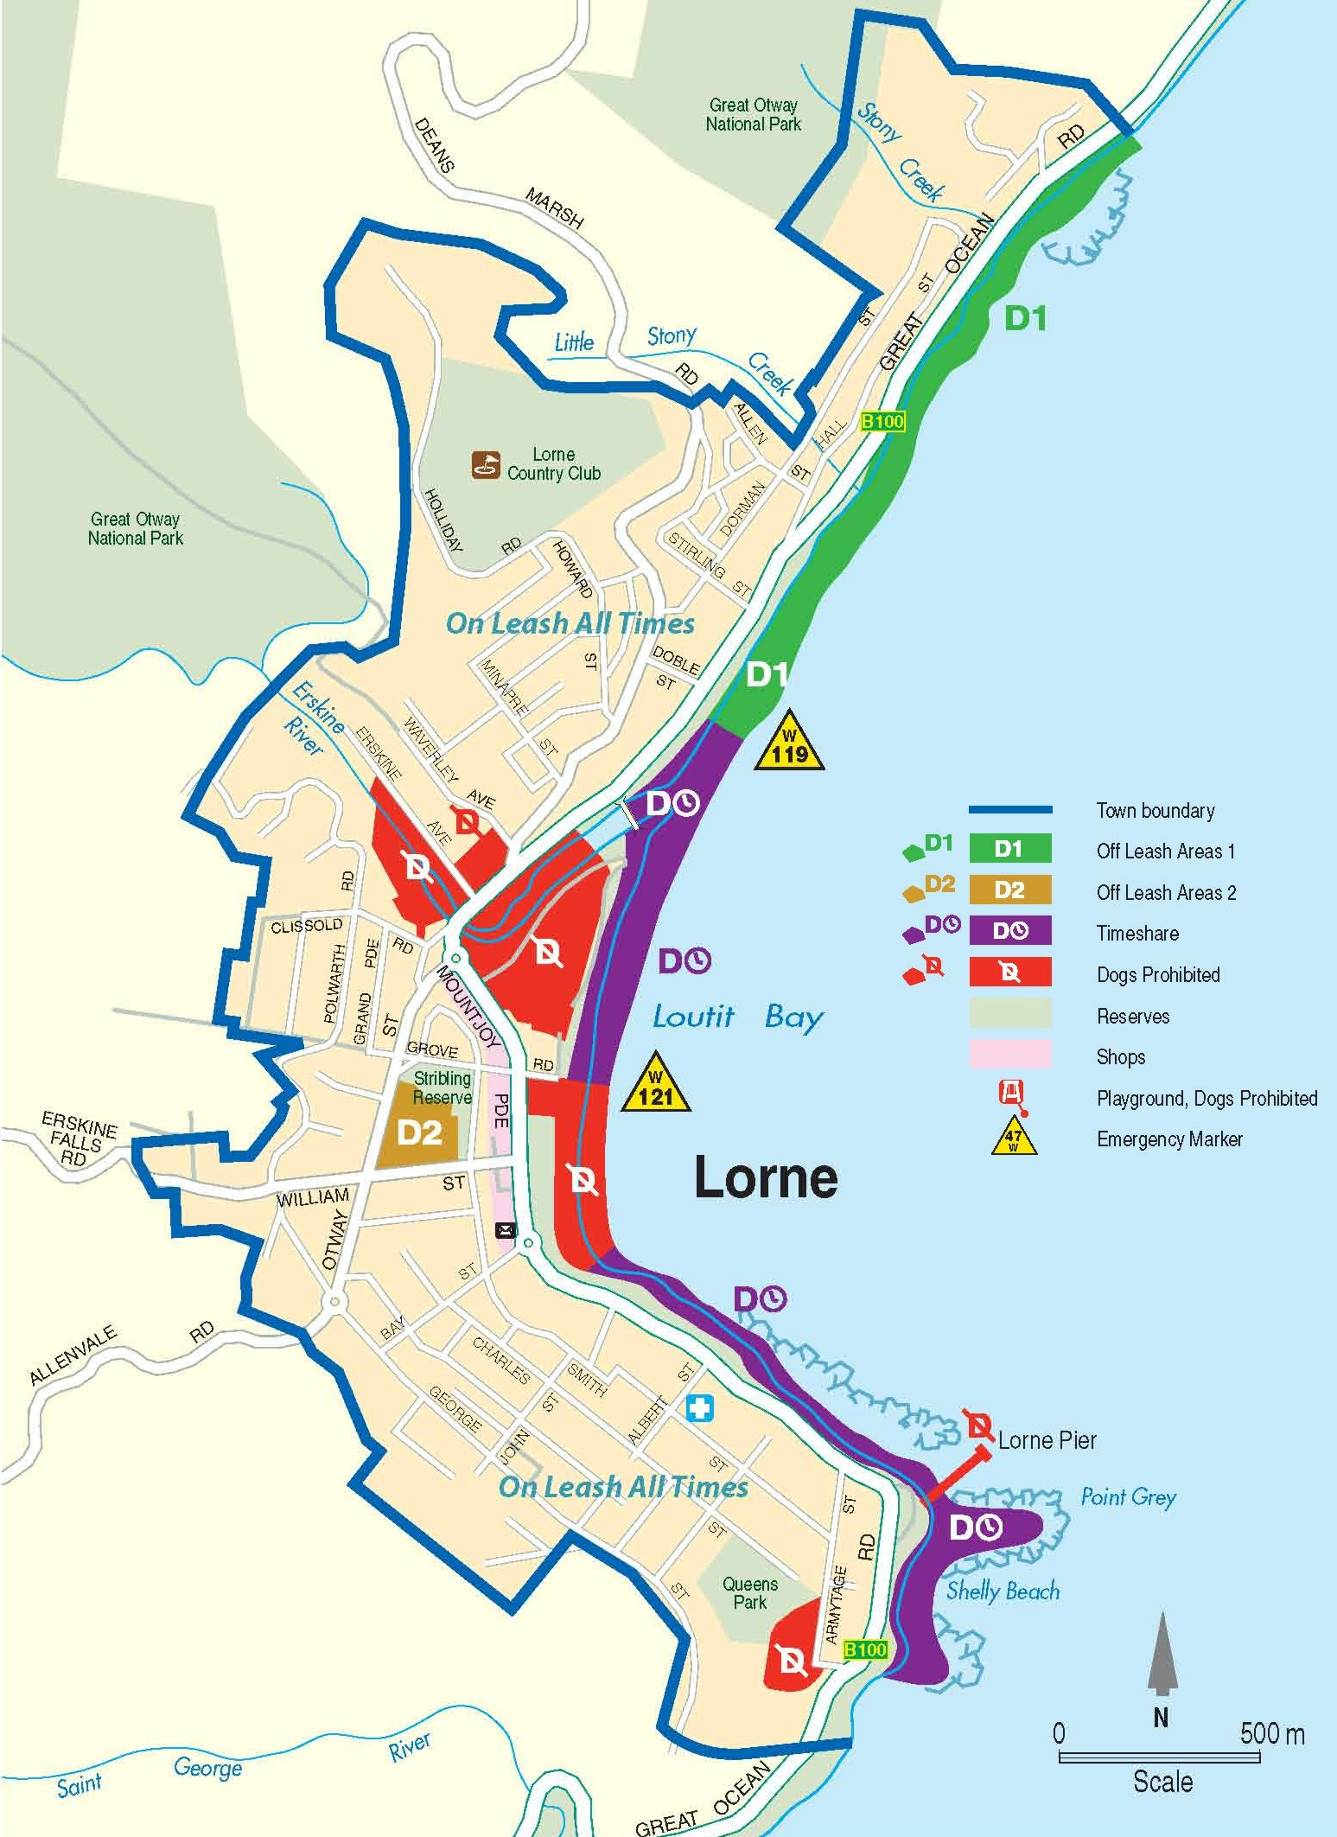 Great Otway
National Park
Stony
Creek
RD
DEANS
MARSH
OCEAN
ST
GREAT
ST
D1
Little
Stony
Creek
RD
B100
ALLEN
HALL
ST
Lorne
Country Club
DORMAN
HOLLIDAY
RD
HOWARD
STIRLING
ST
Great Otway
National Park
On Leash All Times
ST
DOBLE
ST
D1
MINAPRE
ST
Erskine
River
ERSKINE
AVE
WAVERLEY
AVE
W
119
D
D
D
D
D
Loutit Bay
CLISSOLD
RD
RD
POLWARTH
GRAND
PDE
ST
MOUNTJOY
PDE
GROVE
RD
Stribling
Reserve
D2
W
121
D
Lorne
ERSKINE
FALLS
RD
WILLIAM
ST
OTWAY
ST
BAY
ALLENVALE
RD
D
CHARLES
SMITH
ST
ST
GEORGE
JOHN
ALBERT
ST
On Leash All Times
ST
ST
D
Lorne Pier
Point Grey
D
Shelly Beach
ST
RD
ARMYTAGE
Queens
Park
D
B100
Saint
George
River
GREAT
OCEAN
Town boundary
D1
D1
Off Leash Areas 1
D2
D2
Off Leash Areas 2
D
D
Timeshare
D
D
Dogs Prohibited
Reserves
Shops
Playground, Dogs Prohibited
47
W
Emergency Marker
N
0
500 m
Scale